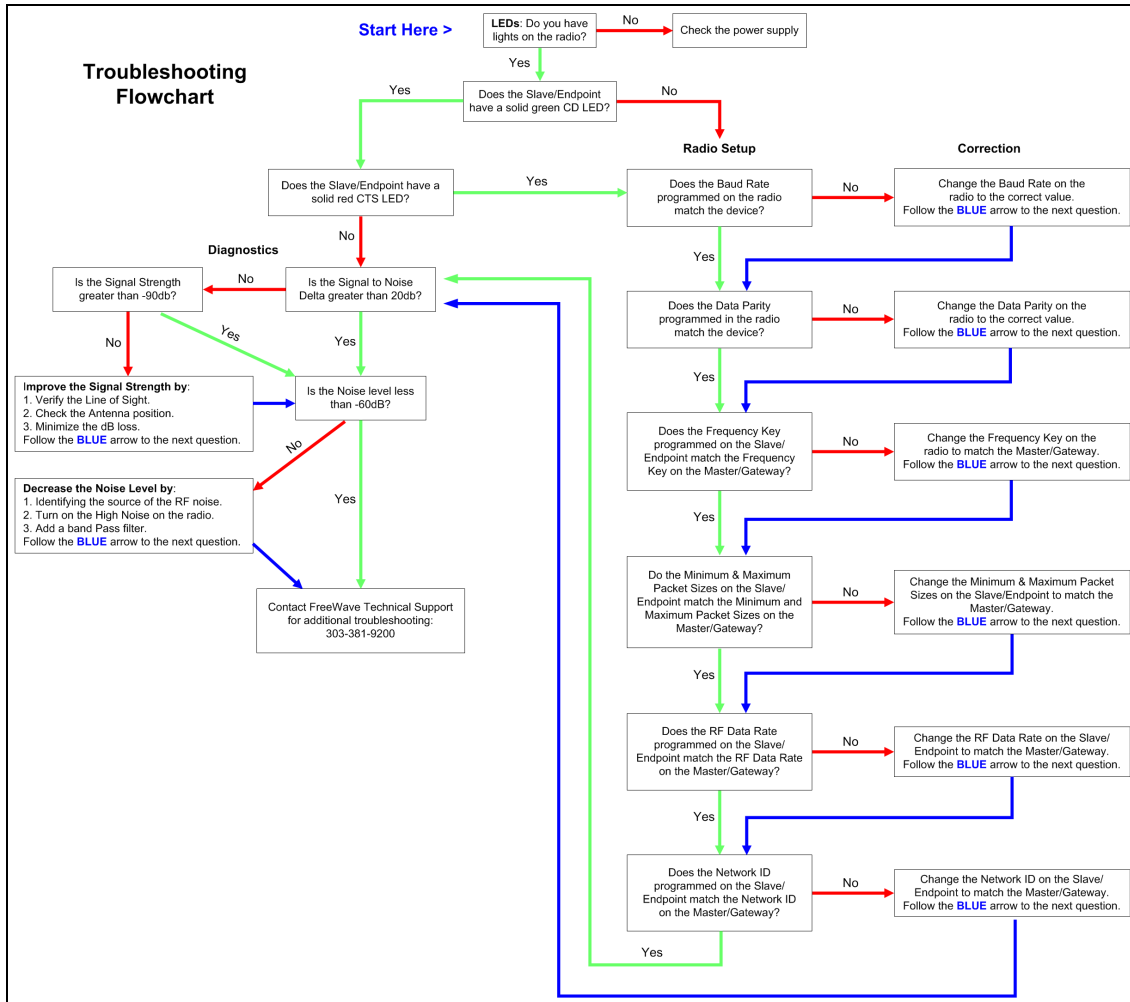 Start Here >
LEDs: Do you have
lights on the radio?
No
Check the power supply
Troubleshooting
Flowchart
Yes
Yes
Does the Slave/Endpoint
have a solid green CD LED?
No
Radio Setup
Correction
Does the Slave/Endpoint have a
solid red CTS LED?
Yes
Does the Baud Rate
programmed on the radio
match the device?
No
Change the Baud Rate on the
radio to the correct value.
Follow the BLUE arrow to the next question.
No
Diagnostics
Yes
Is the Signal Strength
greater than -90db?
No
Is the Signal to Noise
Delta greater than 20db?
Does the Data Parity
programmed in the radio
match the device?
No
Change the Data Parity on the
radio to the correct value.
Follow the BLUE arrow to the next question.
No
Yes
Yes
Yes
Improve the Signal Strength by:
1. Verify the Line of Sight.
2. Check the Antenna position.
3. Minimize the dB loss.
Follow the BLUE arrow to the next question.
Is the Noise level less
than -60dB?
Does the Frequency Key
programmed on the Slave/
Endpoint match the Frequency
Key on the Master/Gateway?
No
Change the Frequency Key on the
radio to match the Master/Gateway.
Follow the BLUE arrow to the next question.
No
Yes
Decrease the Noise Level by:
1. Identifying the source of the RF noise.
2. Turn on the High Noise on the radio.
3. Add a band Pass filter.
Follow the BLUE arrow to the next question.
Yes
Do the Minimum & Maximum
Packet Sizes on the Slave/
Endpoint match the Minimum and
Maximum Packet Sizes on the
Master/Gateway?
No
Change the Minimum & Maximum Packet
Sizes on the Slave/Endpoint to match the
Master/Gateway.
Follow the BLUE arrow to the next question.
Contact FreeWave Technical Support
for additional troubleshooting:
303-381-9200
Yes
Does the RF Data Rate
programmed on the Slave/
Endpoint match the RF Data Rate
on the Master/Gateway?
No
Change the RF Data Rate on the Slave/
Endpoint to match the Master/Gateway.
Follow the BLUE arrow to the next question.
Yes
Does the Network ID
programmed on the Slave/
Endpoint match the Network ID
on the Master/Gateway?
No
Change the Network ID on the Slave/
Endpoint to match the Master/Gateway.
Follow the BLUE arrow to the next question.
Yes